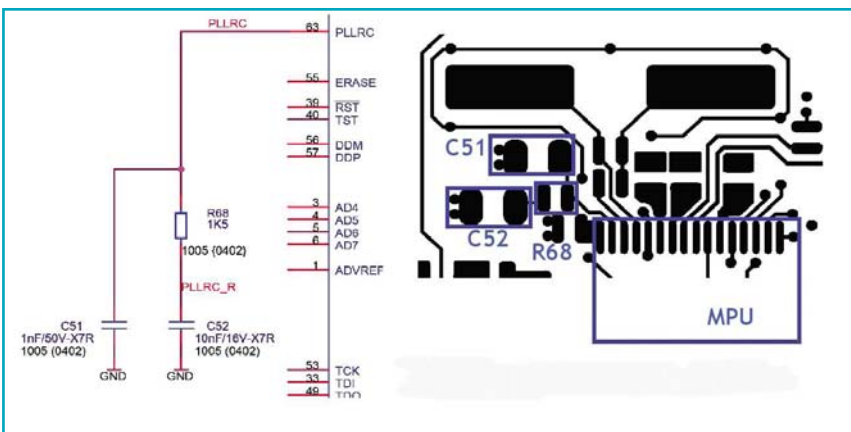 PLLRC
63 PLLRC
55 ERASE
39 RST
40 TST
56 DDM
57 DDP
3 AD4
4 AD5
5 AD6
6 AD7
1 ADVREF
R68
1K5
1005 (0402)
PLLRC_R
C51
1nF/50V-X7R
1005 (0402)
C52
10nF/16V-X7R
1005 (0402)
GND
GND
53 TCK
33 TDI
49 TDO
C51
C52
R68
MPU